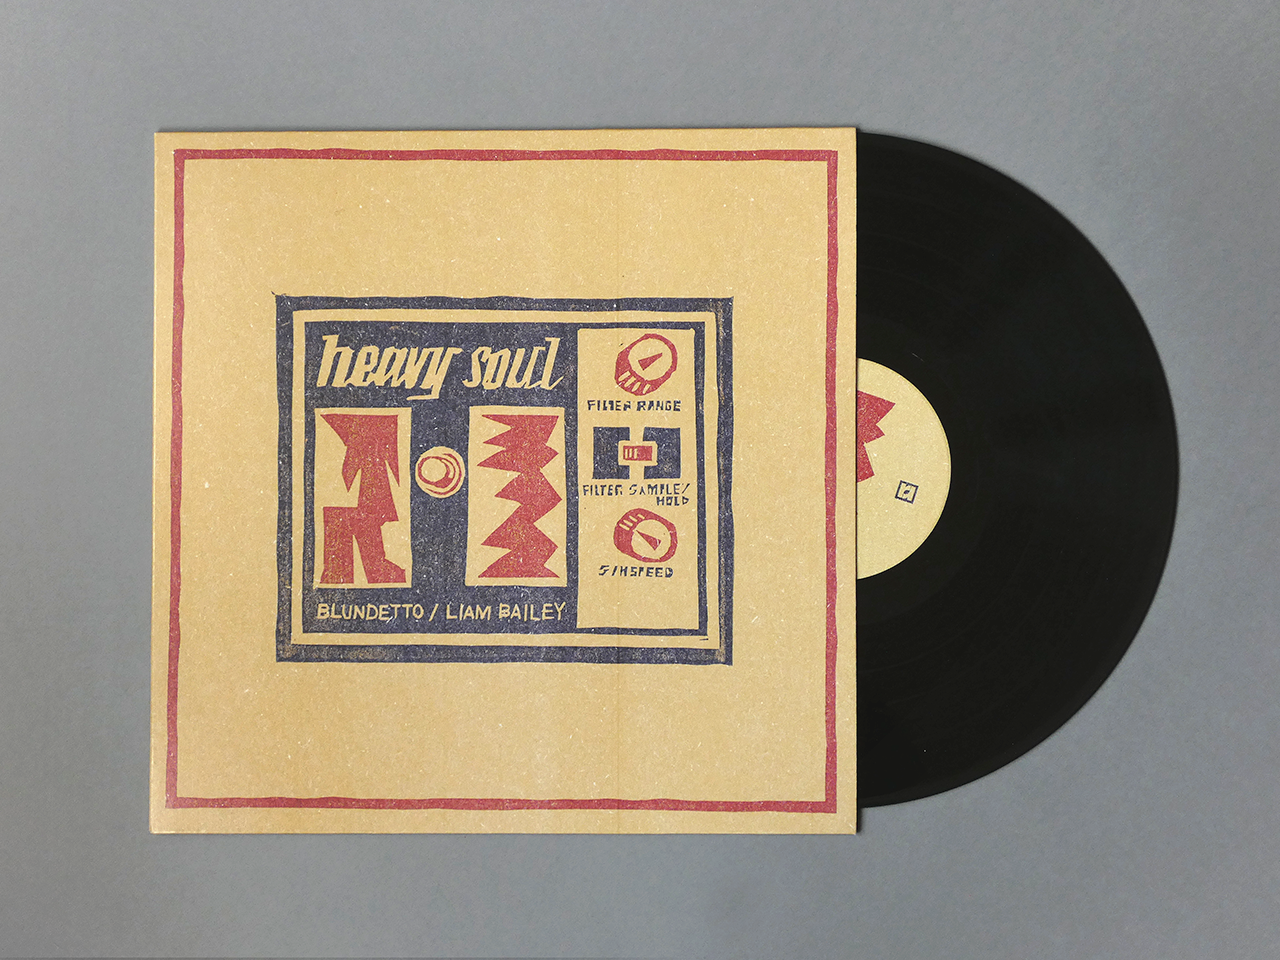 heavy soul
BLUNDETTO / LIAM BAILEY
FILTER RANGE
FILTER SAMPLE/
HOLD
S/H SPEED